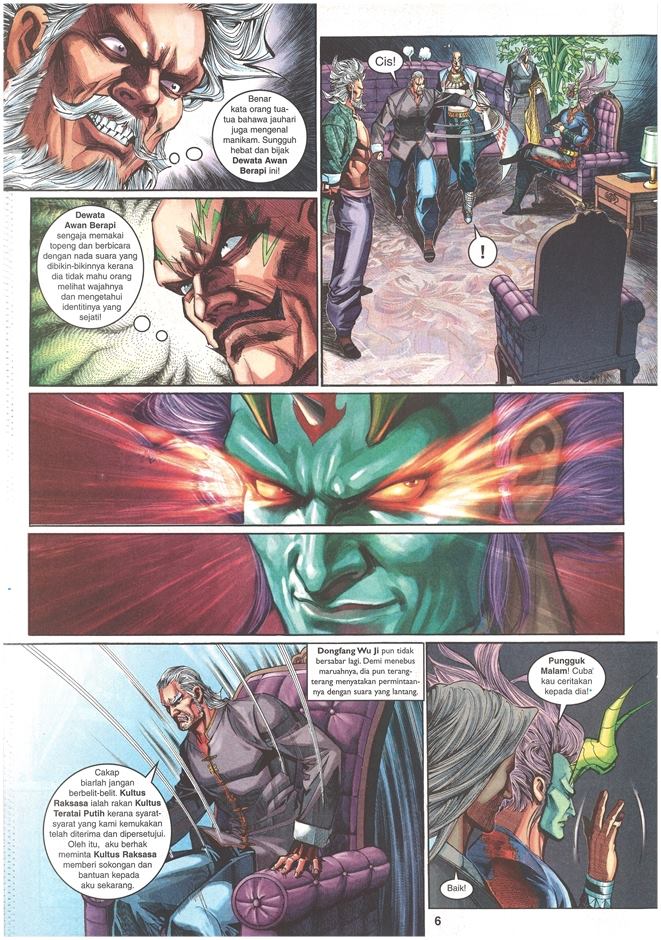 Benar
kata orang tua-
tua bahawa jauhari
juga mengenal
manikam. Sungguh
hebat dan bijak
Dewata Awan
Berapi ini!
Cis!
!
Dewata
Awan Berapi
sengaja memakai
topeng dan berbicara
dengan nada suara yang
dibikin-bikinnya kerana
dia tidak mahu orang
melihat wajahnya
dan mengetahui
identitinya yang
sejati!
Dongfang Wu Ji pun tidak
bersabar lagi. Demi menebus
maruahnya, dia pun terang-
terang menyatakan permintaan-
nya dengan suara yang lantang.
Cakap
biarlah jangan
berbelit-belit. Kultus
Raksasa ialah rakan Kultus
Teratai Putih kerana syarat-
syarat yang kami kemukakan
telah diterima dan dipersetujui.
Oleh itu, aku berhak
meminta Kultus Raksasa
memberi sokongan dan
bantuan kepada
aku sekarang.
Pungguk
Malam! Cuba
kau ceritakan
kepada dia!
Baik!
6